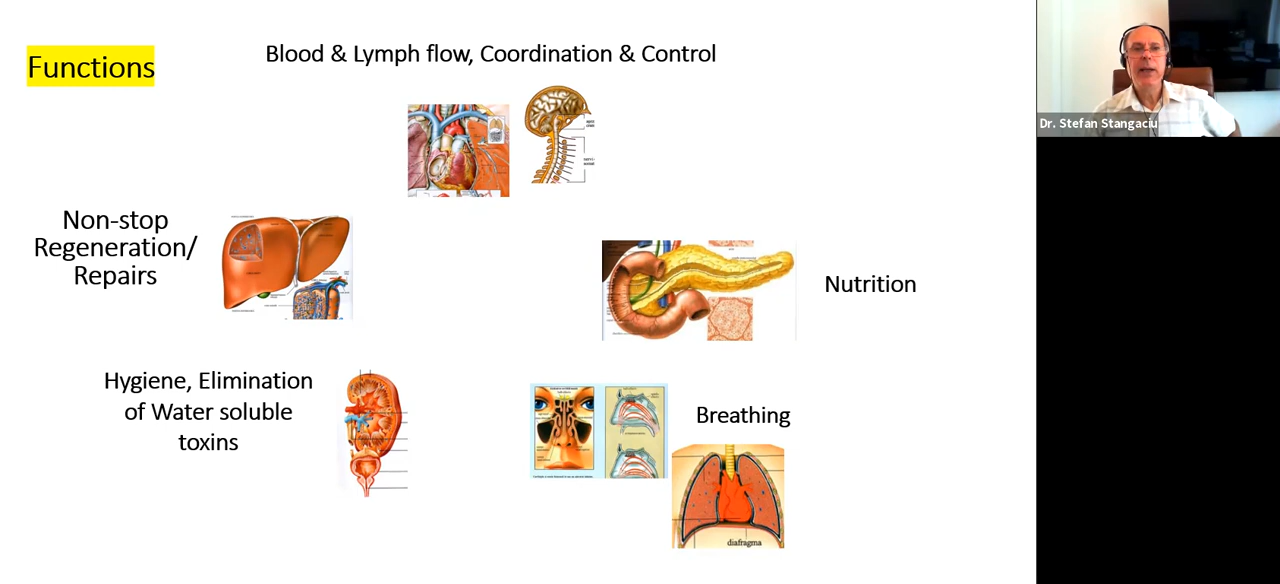 Functions
Blood & Lymph flow, Coordination & Control
Non-stop
Regeneration/
Repairs
Nutrition
Hygiene, Elimination
of Water soluble
toxins
Breathing
diafragma
Dr. Stefan Stangaciu